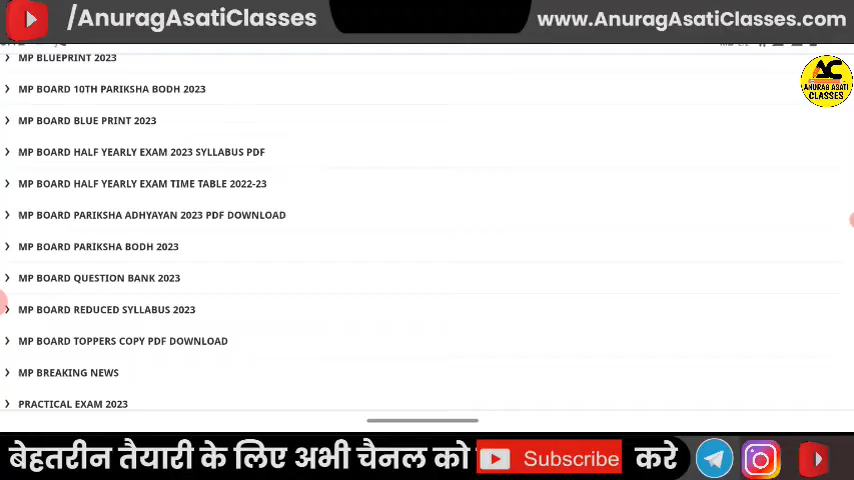 /AnuragAsatiClasses
www.AnuragAsatiClasses.com
ANURAG ASATI
CLASSES
MP BLUEPRINT 2023
MP BOARD 10TH PARIKSHA BODH 2023
MP BOARD BLUE PRINT 2023
MP BOARD HALF YEARLY EXAM 2023 SYLLABUS PDF
MP BOARD HALF YEARLY EXAM TIME TABLE 2022-23
MP BOARD PARIKSHA ADHYAYAN 2023 PDF DOWNLOAD
MP BOARD PARIKSHA BODH 2023
MP BOARD QUESTION BANK 2023
MP BOARD REDUCED SYLLABUS 2023
MP BOARD TOPPERS COPY PDF DOWNLOAD
MP BREAKING NEWS
PRACTICAL EXAM 2023
बेहतरीन तैयारी के लिए अभी चैनल को Subscribe करे